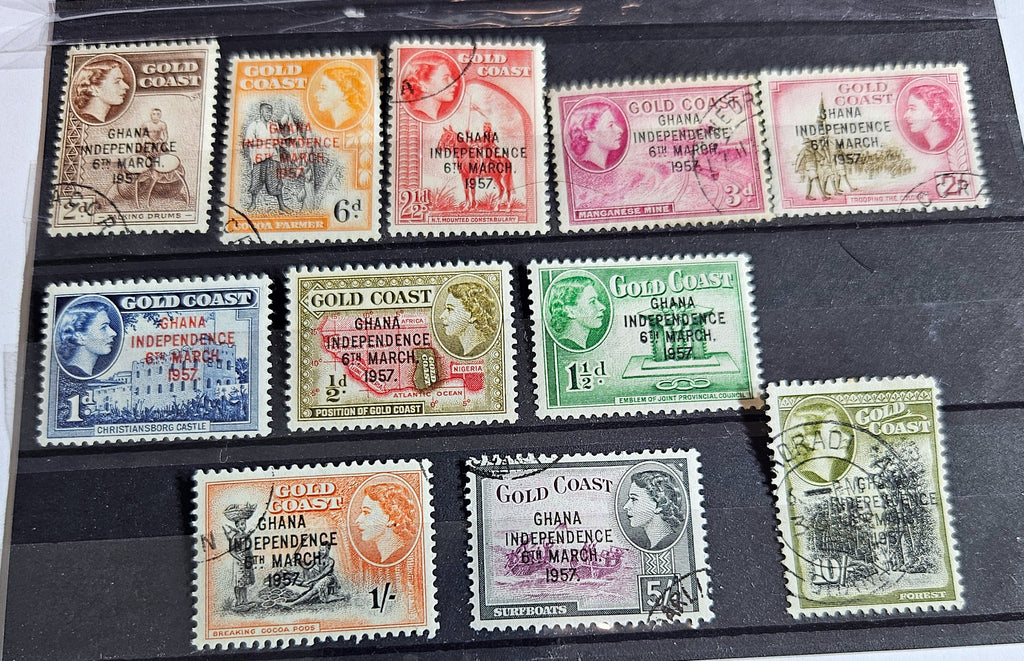 GOLD
COAST
GHANA
INDEPENDENCE
6TH MARCH,
1957.
2d
KING DRUMS
GOLD
COAST
GHANA
INDEPENDENCE
6TH MARCH,
1957.
6d.
COCOA FARMER
GOLD
COAST
GHANA
INDEPENDENCE
6TH MARCH,
1957.
2½d.
N.T. MOUNTED CONSTABULARY
GOLD COAST
GHANA
INDEPENDENCE
6TH MARCH,
1957.
3d
MANGANESE MINE
GOLD
COAST
GHANA
INDEPENDENCE
6TH MARCH,
1957.
2/-
TROOPING THE COLO
GOLD COAST
GHANA
INDEPENDENCE
6TH MARCH,
1957.
1d
CHRISTIANSBORG CASTLE
GOLD COAST
GHANA
INDEPENDENCE
6TH MARCH,
1957.
AFRICA
NIGERIA
ATLANTIC OCEAN
½d
POSITION OF GOLD COAST
GOLD COAST
GHANA
INDEPENDENCE
6TH MARCH,
1957.
1½d.
EMBLEM OF JOINT PROVINCIAL COUNCIL
GOLD
COAST
GHANA
INDEPENDENCE
6TH MARCH,
1957.
1/-
BREAKING COCOA PODS
GOLD COAST
GHANA
INDEPENDENCE
6TH MARCH,
1957.
5/-
SURFBOATS
GOLD
COAST
GHANA
INDEPENDENCE
6TH MARCH,
1957.
10/-
FOREST